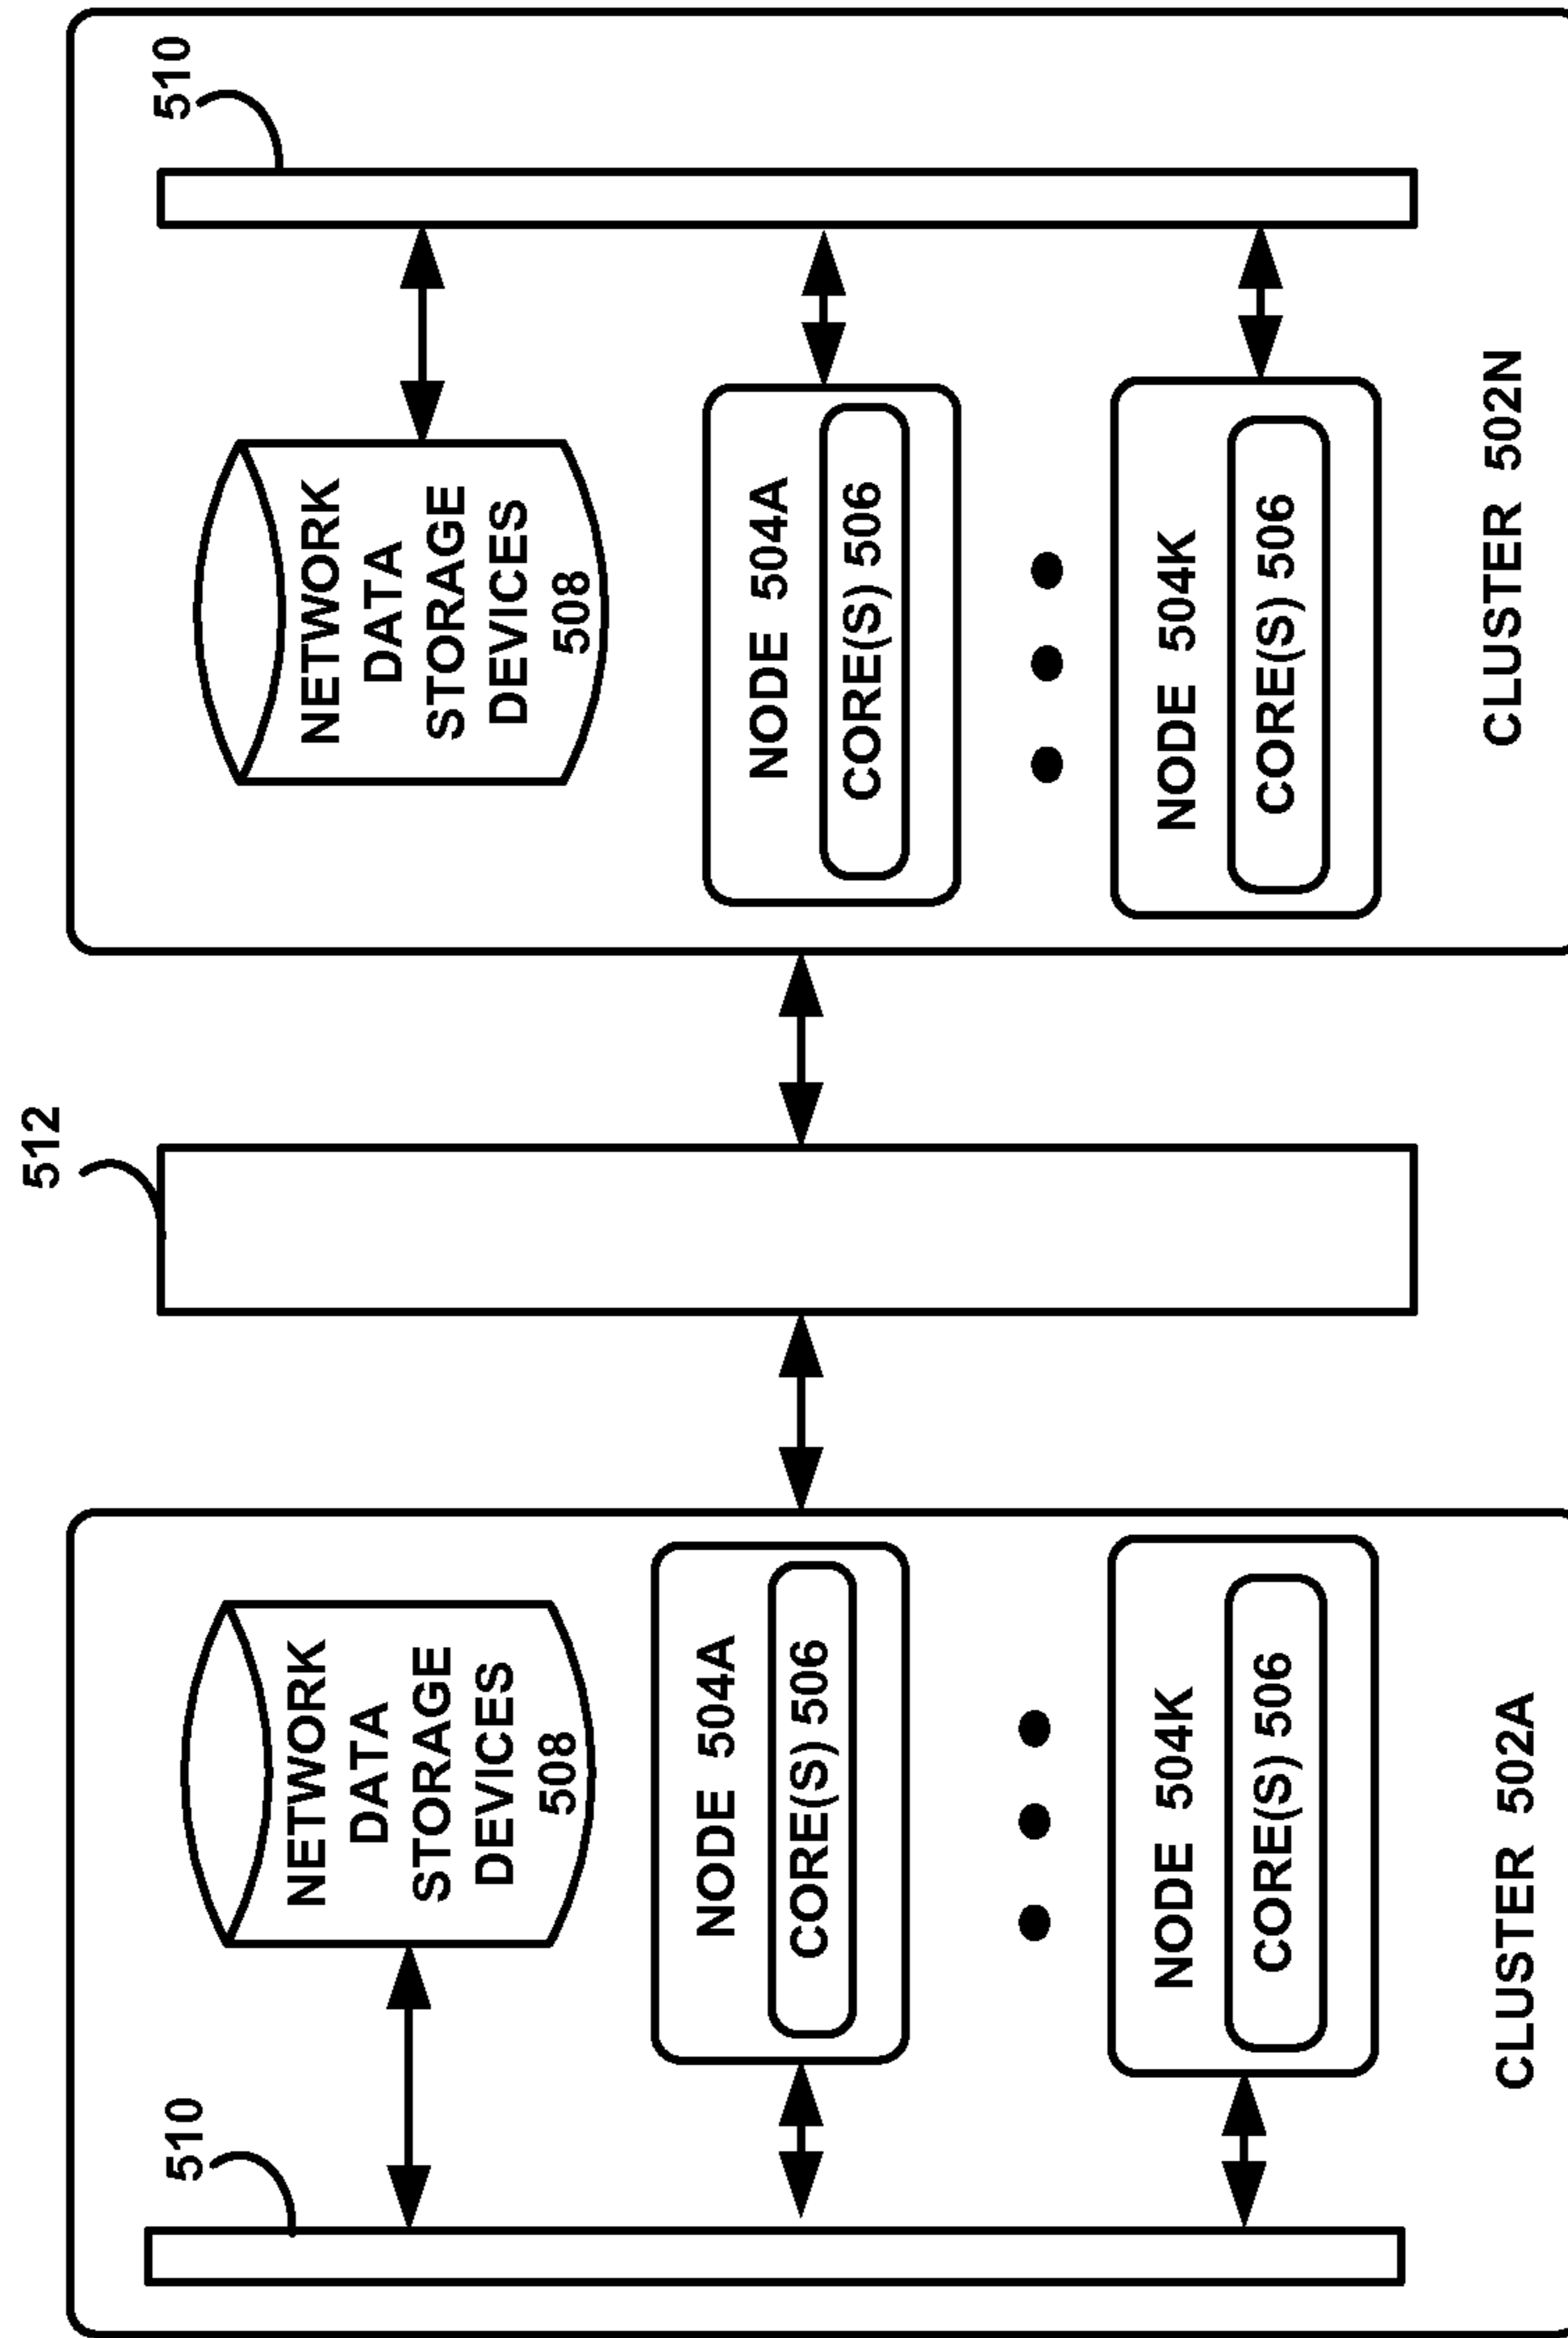 510
NETWORK
DATA
STORAGE
DEVICES
508
NODE 504A
CORE(S) 506
NODE 504K
CORE(S) 506
CLUSTER 502A
512
NETWORK
DATA
STORAGE
DEVICES
508
NODE 504A
CORE(S) 506
NODE 504K
CORE(S) 506
CLUSTER 502N
510